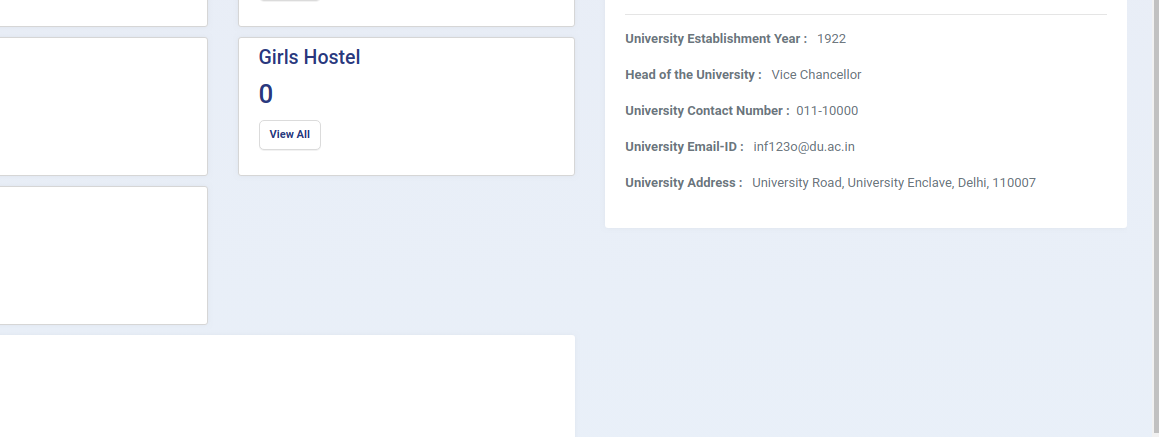 Girls Hostel
0
View All
University Establishment Year : 1922
Head of the University : Vice Chancellor
University Contact Number : 011-10000
University Email-ID : inf123o@du.ac.in
University Address : University Road, University Enclave, Delhi, 110007